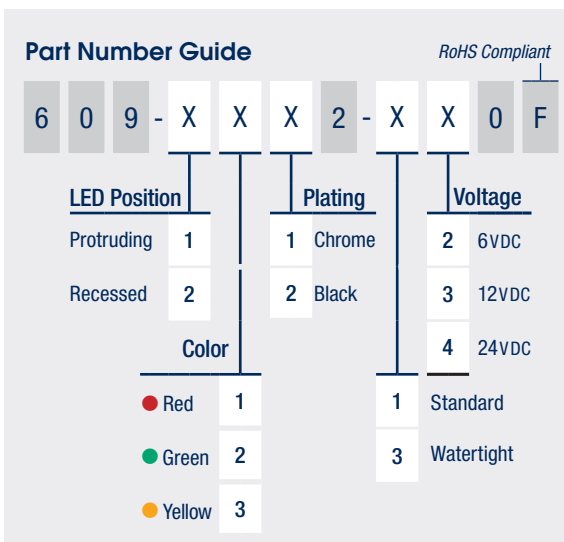 Part Number Guide
RoHS Compliant
6 0 9 - X X X 2 - X X 0 F
LED Position
Plating
Voltage
Protruding 1
1 Chrome
2 6VDC
Recessed 2
2 Black
3 12VDC
Color
4 24VDC
Red 1
1 Standard
Green 2
3 Watertight
Yellow 3